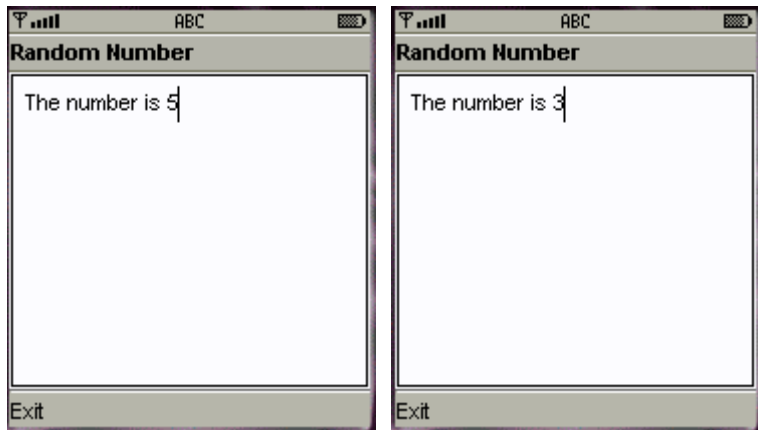 ABC
Random Number
The number is 5
Exit
ABC
Random Number
The number is 3
Exit